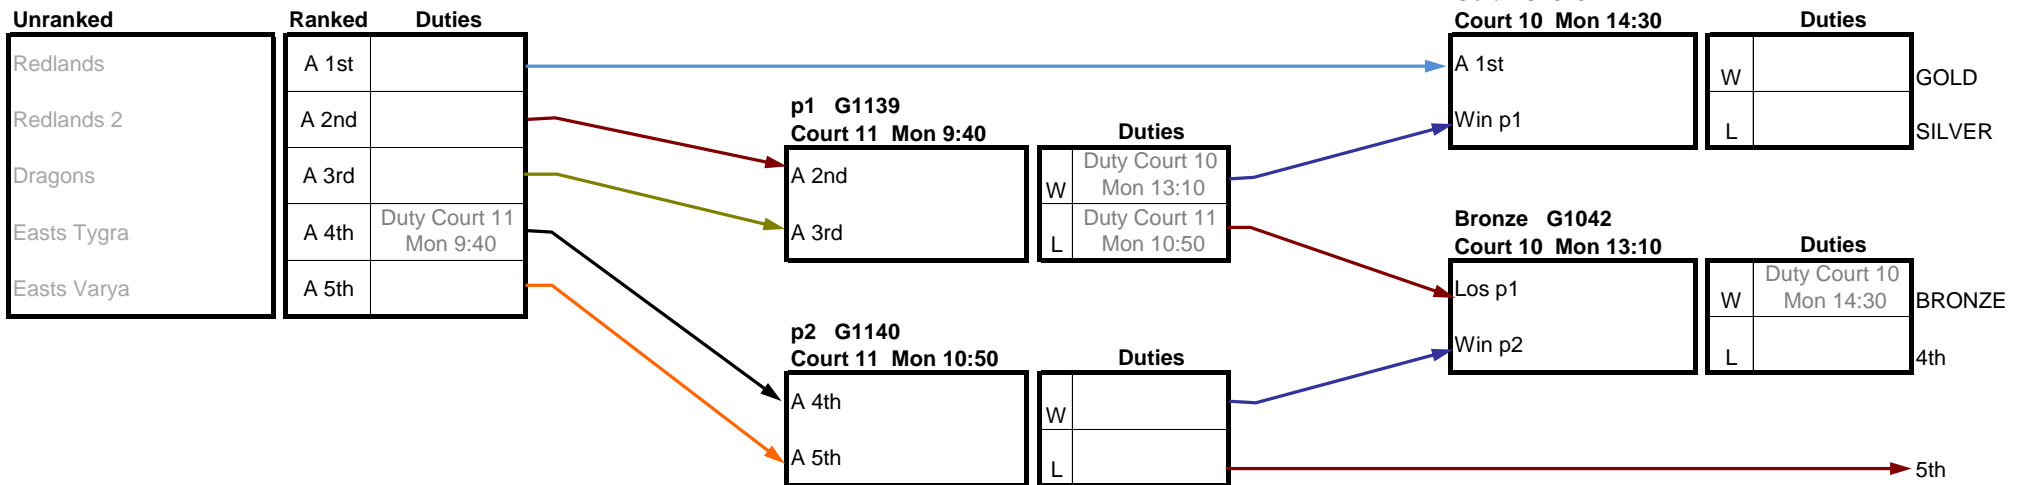 Unranked
Ranked
Duties
Redlands
Redlands 2
Dragons
Easts Tygra
Easts Varya
A 1st
A 2nd
A 3rd
A 4th
Duty Court 11
Mon 9:40
A 5th
p1 G1139
Court 11 Mon 9:40
Duties
A 2nd
A 3rd
W
Duty Court 10
Mon 13:10
L
Duty Court 11
Mon 10:50
p2 G1140
Court 11 Mon 10:50
Duties
A 4th
A 5th
W
L
Court 10 Mon 14:30
Duties
A 1st
Win p1
W
GOLD
L
SILVER
Bronze G1042
Court 10 Mon 13:10
Duties
Los p1
Win p2
W
Duty Court 10
Mon 14:30
BRONZE
L
4th
5th